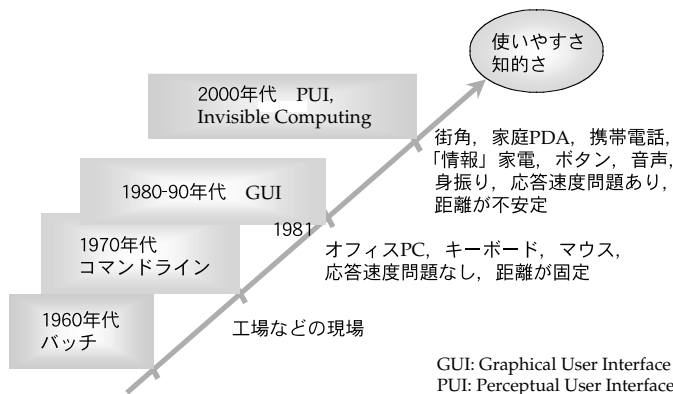 使いやすさ
知的さ
2000年代　PUI,
Invisible Computing
街角，家庭PDA，携帯電話，
「情報」家電，ボタン，音声，
身振り，応答速度問題あり，
距離が不安定
1980-90年代　GUI
1981
オフィスPC，キーボード，マウス，
応答速度問題なし，距離が固定
1970年代
コマンドライン
工場などの現場
1960年代
バッチ
GUI: Graphical User Interface
PUI: Perceptual User Interface